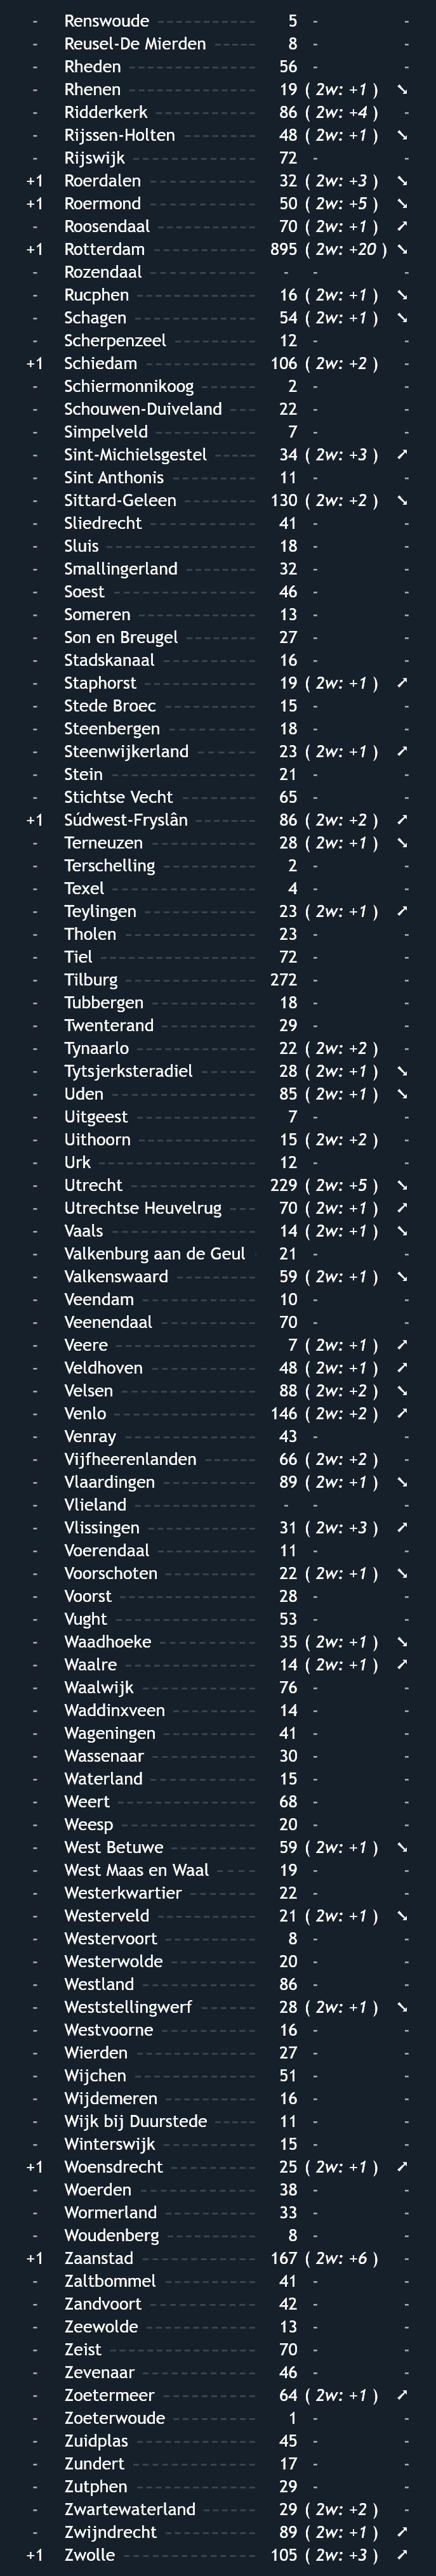 - Renswoude 5 - -
- Reusel-De Mierden 8 - -
- Rheden 56 - -
- Rhenen 19 ( 2w: +1 ) ➘
- Ridderkerk 86 ( 2w: +4 ) -
- Rijssen-Holten 48 ( 2w: +1 ) ➘
- Rijswijk 72 - -
+1 Roerdalen 32 ( 2w: +3 ) ➘
+1 Roermond 50 ( 2w: +5 ) ➘
- Roosendaal 70 ( 2w: +1 ) ➚
+1 Rotterdam 895 ( 2w: +20 ) ➘
- Rozendaal - - -
- Rucphen 16 ( 2w: +1 ) ➘
- Schagen 54 ( 2w: +1 ) ➘
- Scherpenzeel 12 - -
+1 Schiedam 106 ( 2w: +2 ) -
- Schiermonnikoog 2 - -
- Schouwen-Duiveland 22 - -
- Simpelveld 7 - -
- Sint-Michielsgestel 34 ( 2w: +3 ) ➚
- Sint Anthonis 11 - -
- Sittard-Geleen 130 ( 2w: +2 ) ➘
- Sliedrecht 41 - -
- Sluis 18 - -
- Smallingerland 32 - -
- Soest 46 - -
- Someren 13 - -
- Son en Breugel 27 - -
- Stadskanaal 16 - -
- Staphorst 19 ( 2w: +1 ) ➚
- Stede Broec 15 - -
- Steenbergen 18 - -
- Steenwijkerland 23 ( 2w: +1 ) ➚
- Stein 21 - -
- Stichtse Vecht 65 - -
+1 Súdwest-Fryslân 86 ( 2w: +2 ) ➚
- Terneuzen 28 ( 2w: +1 ) ➘
- Terschelling 2 - -
- Texel 4 - -
- Teylingen 23 ( 2w: +1 ) ➚
- Tholen 23 - -
- Tiel 72 - -
- Tilburg 272 - -
- Tubbergen 18 - -
- Twenterand 29 - -
- Tynaarlo 22 ( 2w: +2 ) -
- Tytsjerksteradiel 28 ( 2w: +1 ) ➘
- Uden 85 ( 2w: +1 ) ➘
- Uitgeest 7 - -
- Uithoorn 15 ( 2w: +2 ) -
- Urk 12 - -
- Utrecht 229 ( 2w: +5 ) ➘
- Utrechtse Heuvelrug 70 ( 2w: +1 ) ➚
- Vaals 14 ( 2w: +1 ) ➘
- Valkenburg aan de Geul 21 - -
- Valkenswaard 59 ( 2w: +1 ) ➘
- Veendam 10 - -
- Veenendaal 70 - -
- Veere 7 ( 2w: +1 ) ➚
- Veldhoven 48 ( 2w: +1 ) ➚
- Velsen 88 ( 2w: +2 ) ➘
- Venlo 146 ( 2w: +2 ) ➚
- Venray 43 - -
- Vijfheerenlanden 66 ( 2w: +2 ) -
- Vlaardingen 89 ( 2w: +1 ) ➘
- Vlieland - - -
- Vlissingen 31 ( 2w: +3 ) ➚
- Voerendaal 11 - -
- Voorschoten 22 ( 2w: +1 ) ➘
- Voorst 28 - -
- Vught 53 - -
- Waadhoeke 35 ( 2w: +1 ) ➘
- Waalre 14 ( 2w: +1 ) ➚
- Waalwijk 76 - -
- Waddinxveen 14 - -
- Wageningen 41 - -
- Wassenaar 30 - -
- Waterland 15 - -
- Weert 68 - -
- Weesp 20 - -
- West Betuwe 59 ( 2w: +1 ) ➘
- West Maas en Waal 19 - -
- Westerkwartier 22 - -
- Westerveld 21 ( 2w: +1 ) ➘
- Westervoort 8 - -
- Westerwolde 20 - -
- Westland 86 - -
- Weststellingwerf 28 ( 2w: +1 ) ➘
- Westvoorne 16 - -
- Wierden 27 - -
- Wijchen 51 - -
- Wijdemeren 16 - -
- Wijk bij Duurstede 11 - -
- Winterswijk 15 - -
+1 Woensdrecht 25 ( 2w: +1 ) ➚
- Woerden 38 - -
- Wormerland 33 - -
- Woudenberg 8 - -
+1 Zaanstad 167 ( 2w: +6 ) -
- Zaltbommel 41 - -
- Zandvoort 42 - -
- Zeewolde 13 - -
- Zeist 70 - -
- Zevenaar 46 - -
- Zoetermeer 64 ( 2w: +1 ) ➚
- Zoeterwoude 1 - -
- Zuidplas 45 - -
- Zundert 17 - -
- Zutphen 29 - -
- Zwartewaterland 29 ( 2w: +2 ) -
- Zwijndrecht 89 ( 2w: +1 ) ➚
+1 Zwolle 105 ( 2w: +3 ) ➚